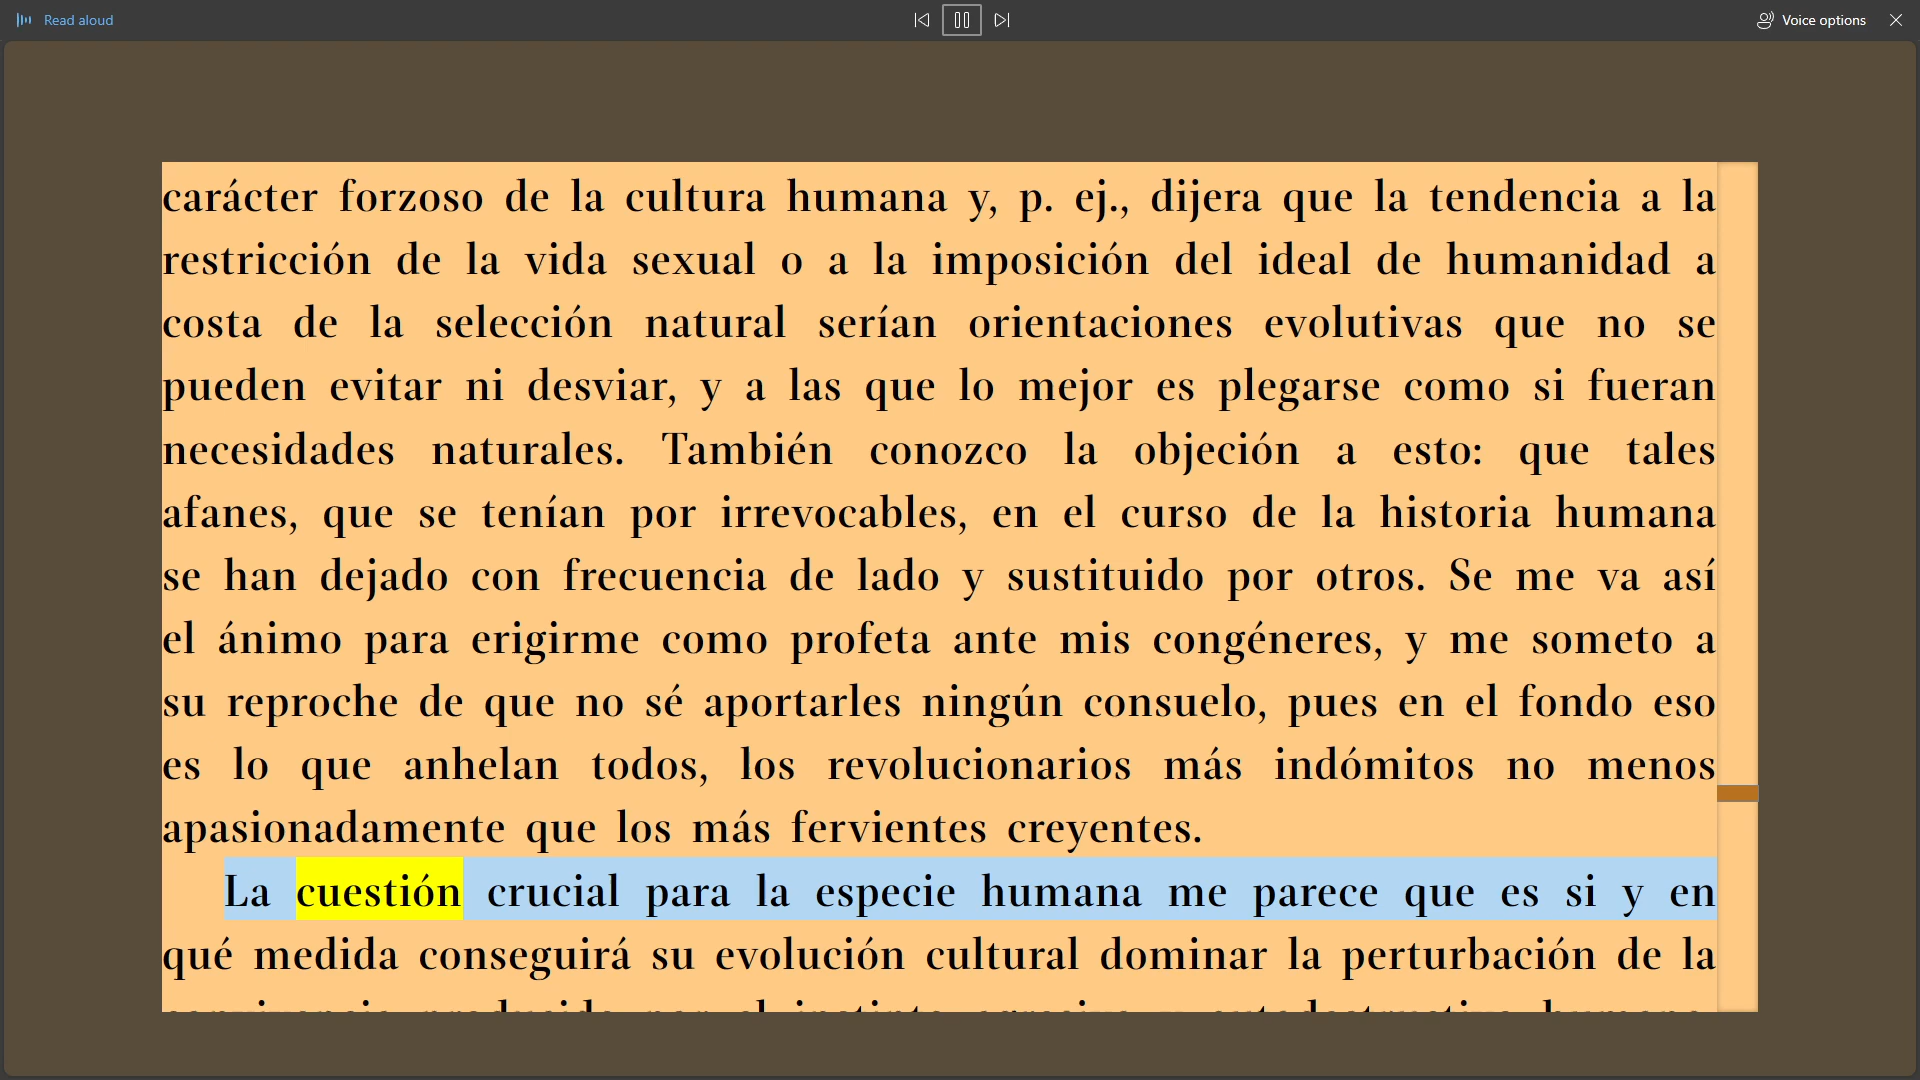 Read aloud
Voice options
carácter forzoso de la cultura humana y, p. ej., dijera que la tendencia a la
restricción de la vida sexual o a la imposición del ideal de humanidad a
costa de la selección natural serían orientaciones evolutivas que no se
pueden evitar ni desviar, y a las que lo mejor es plegarse como si fueran
necesidades naturales. También conozco la objeción a esto: que tales
afanes, que se tenían por irrevocables, en el curso de la historia humana
se han dejado con frecuencia de lado y sustituido por otros. Se me va así
el ánimo para erigirme como profeta ante mis congéneres, y me someto a
su reproche de que no sé aportarles ningún consuelo, pues en el fondo eso
es lo que anhelan todos, los revolucionarios más indómitos no menos
apasionadamente que los más fervientes creyentes.
La cuestión crucial para la especie humana me parece que es si y en
qué medida conseguirá su evolución cultural dominar la perturbación de la